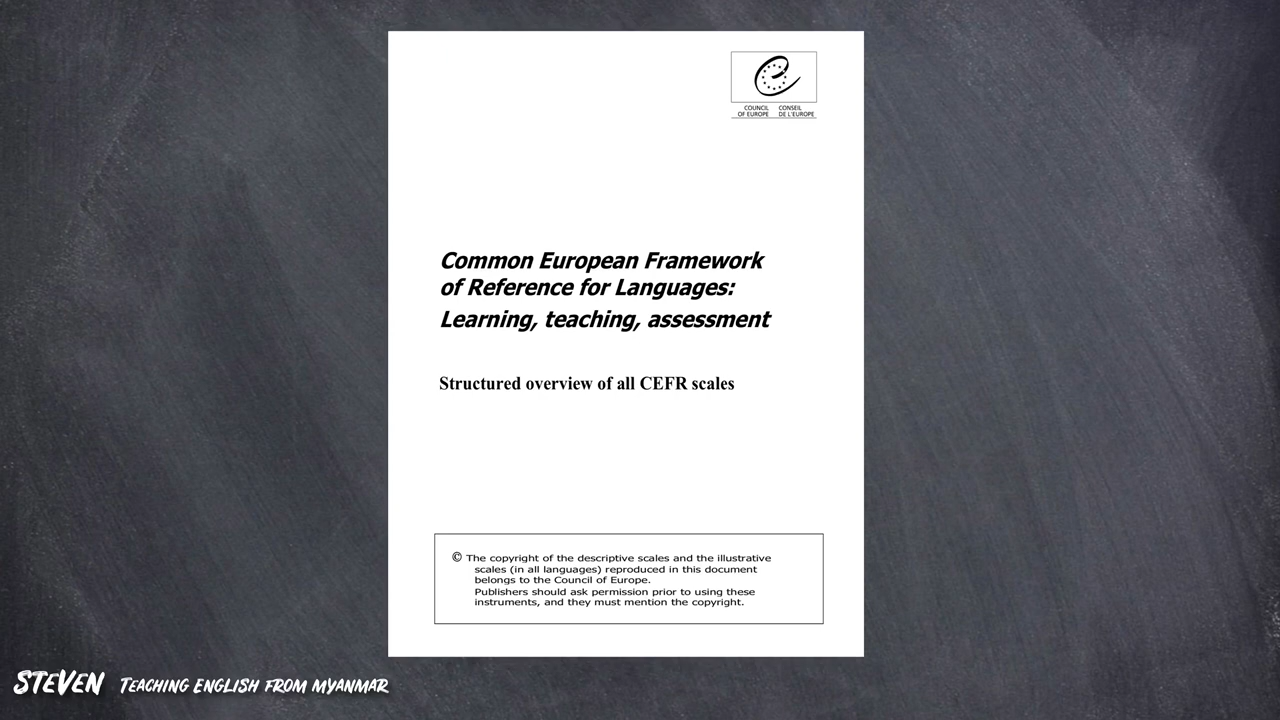 COUNCIL CONSEIL
OF EUROPE DE L'EUROPE
Common European Framework
of Reference for Languages:
Learning, teaching, assessment
Structured overview of all CEFR scales
© The copyright of the descriptive scales and the illustrative
scales (in all languages) reproduced in this document
belongs to the Council of Europe.
Publishers should ask permission prior to using these
instruments, and they must mention the copyright.
STEVEN TEACHING ENGLISH FROM MYANMAR